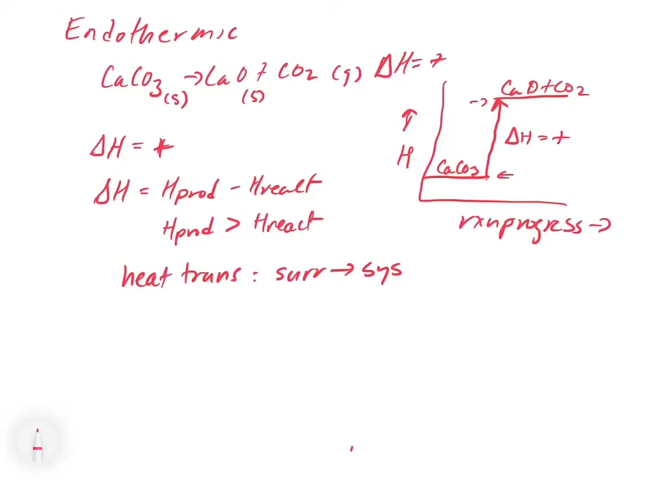 Endothermic
CaCO3(s) → CaO + CO2 (g) ΔH = +
(s)
CaO + CO2
ΔH = +
ΔH = +
H
CaCO3
ΔH = Hprod - Hreact
Hprod > Hreact
rxn progress →
heat trans : surr → sys